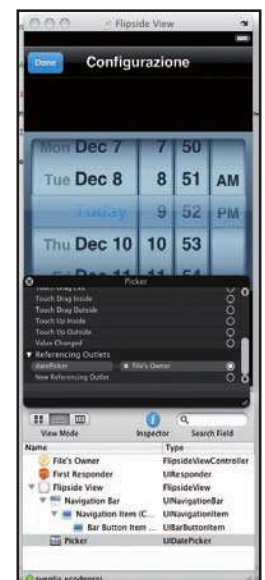 Flipside View
Done Configurazione
Mon Dec 7 7 50
Tue Dec 8 8 51 AM
Today 9 52 PM
Thu Dec 10 10 53
Picker
Touch Drag Inside
Touch Drag Outside
Touch Up Inside
Touch Up Outside
Value Changed
Referencing Outlets
datePicker File's Owner
New Referencing Outlet
View Mode Inspector Search Field
Name Type
File's Owner FlipsideViewController
First Responder UIResponder
Flipside View FlipsideView
Navigation Bar UINavigationBar
Navigation Item (C... UINavigationItem
Bar Button Item ... UIBarButtonItem
Picker UIDatePicker
sveglia.xcodeproj